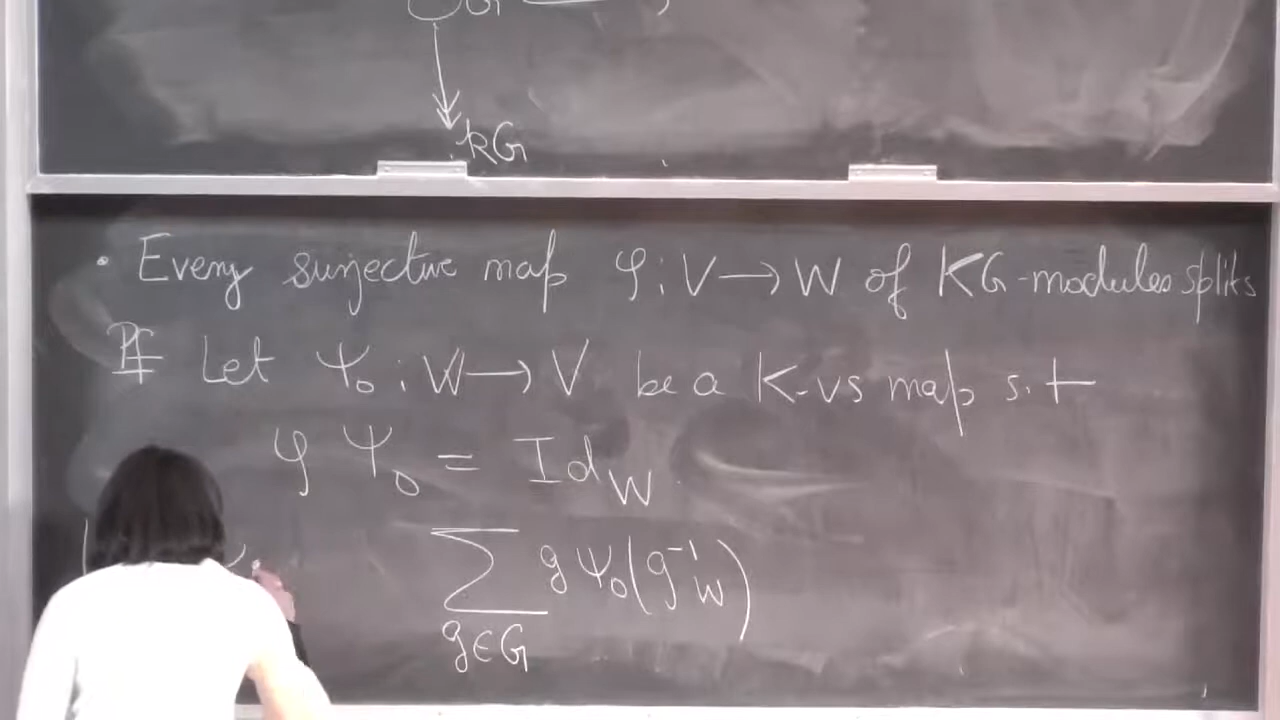 kG
• Every surjective map φ : V → W of KG-modules splits
Pf Let Ψ₀ : W → V be a K-vs map s.t
φ Ψ₀ = Id_W
∑_{g∈G} g Ψ₀(g⁻¹w)